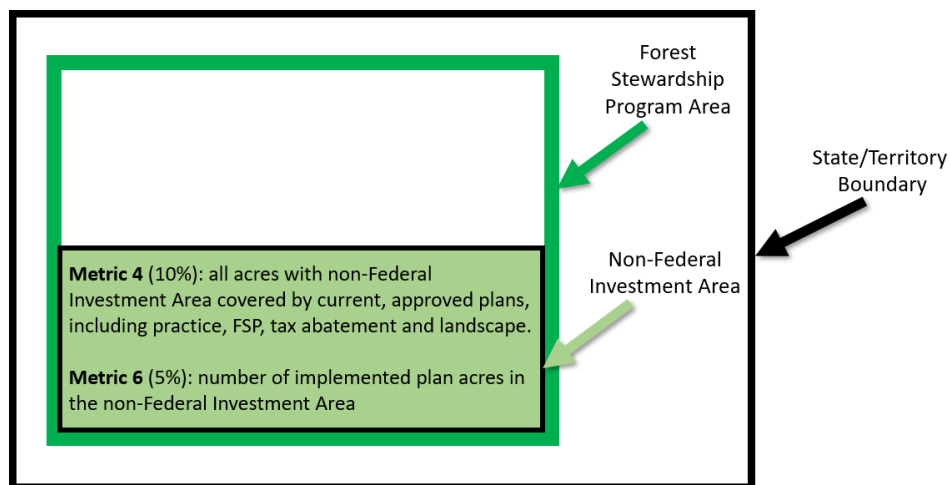 Forest
Stewardship
Program Area
State/Territory
Boundary
Non-Federal
Investment Area
Metric 4 (10%): all acres with non-Federal
Investment Area covered by current, approved plans,
including practice, FSP, tax abatement and landscape.
Metric 6 (5%): number of implemented plan acres in
the non-Federal Investment Area